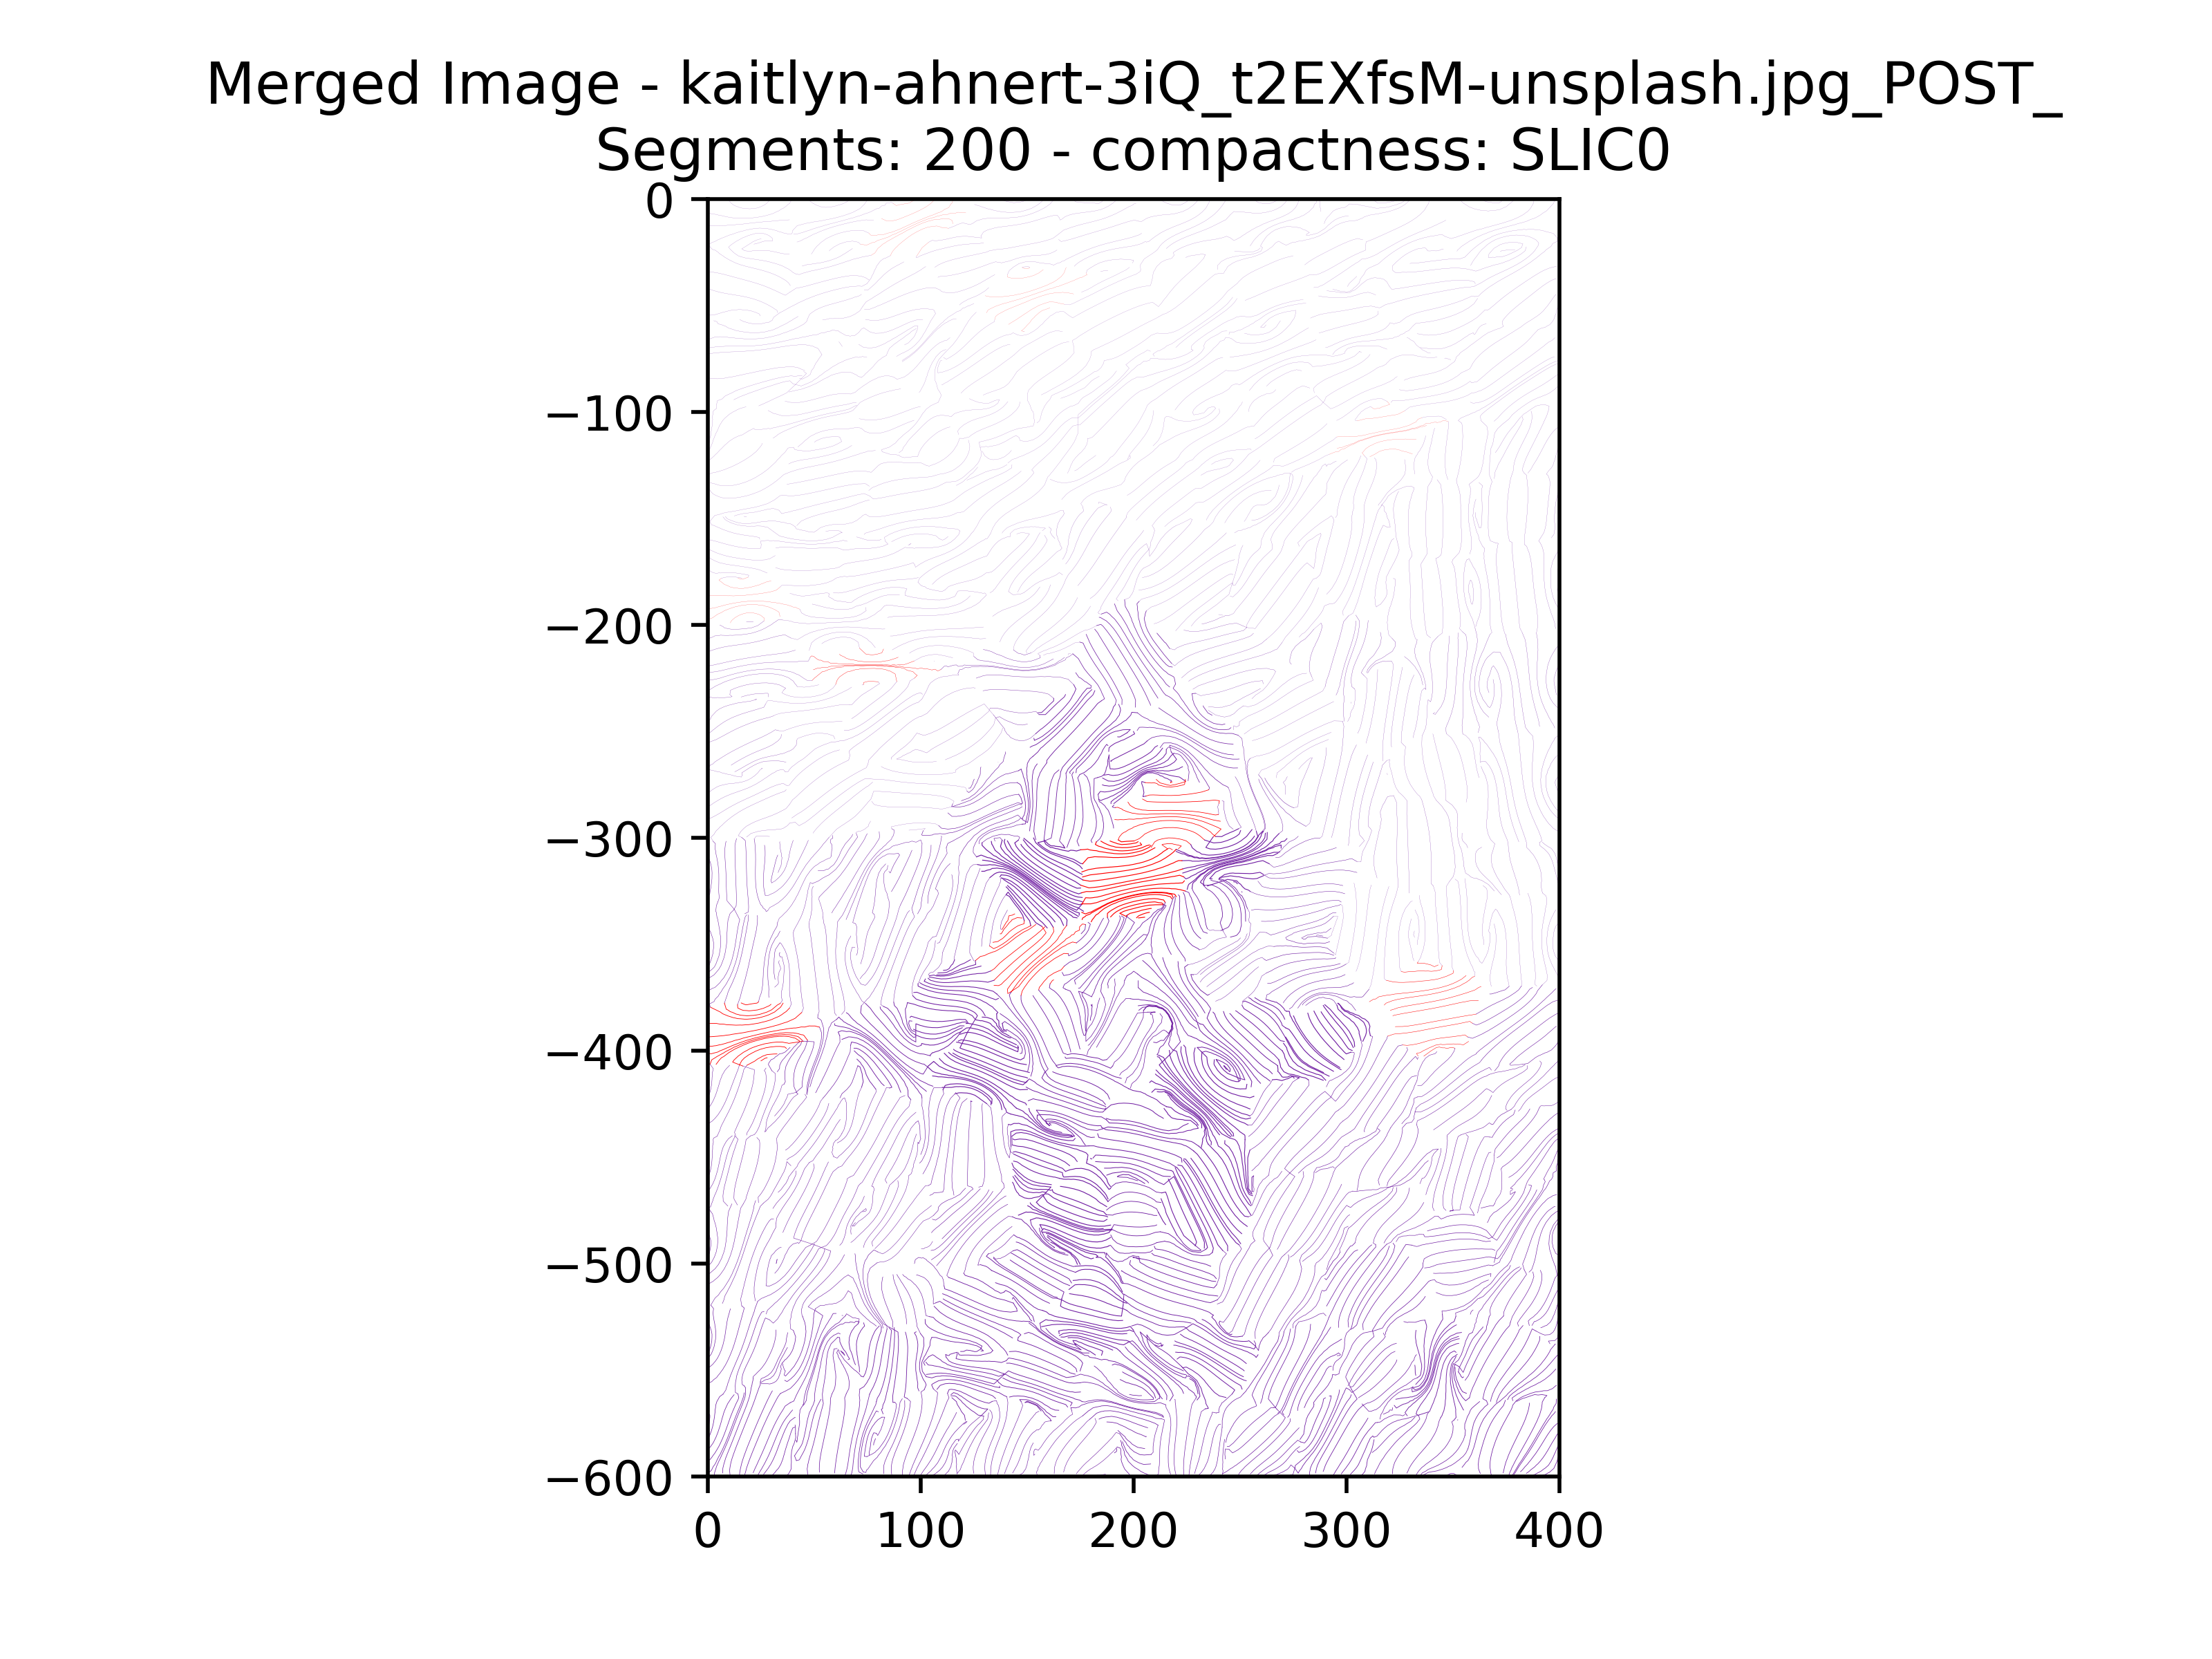 Merged Image - kaitlyn-ahnert-3iQ_t2EXfsM-unsplash.jpg_POST_
Segments: 200 - compactness: SLIC0
0
−100
−200
−300
−400
−500
−600
0 100 200 300 400